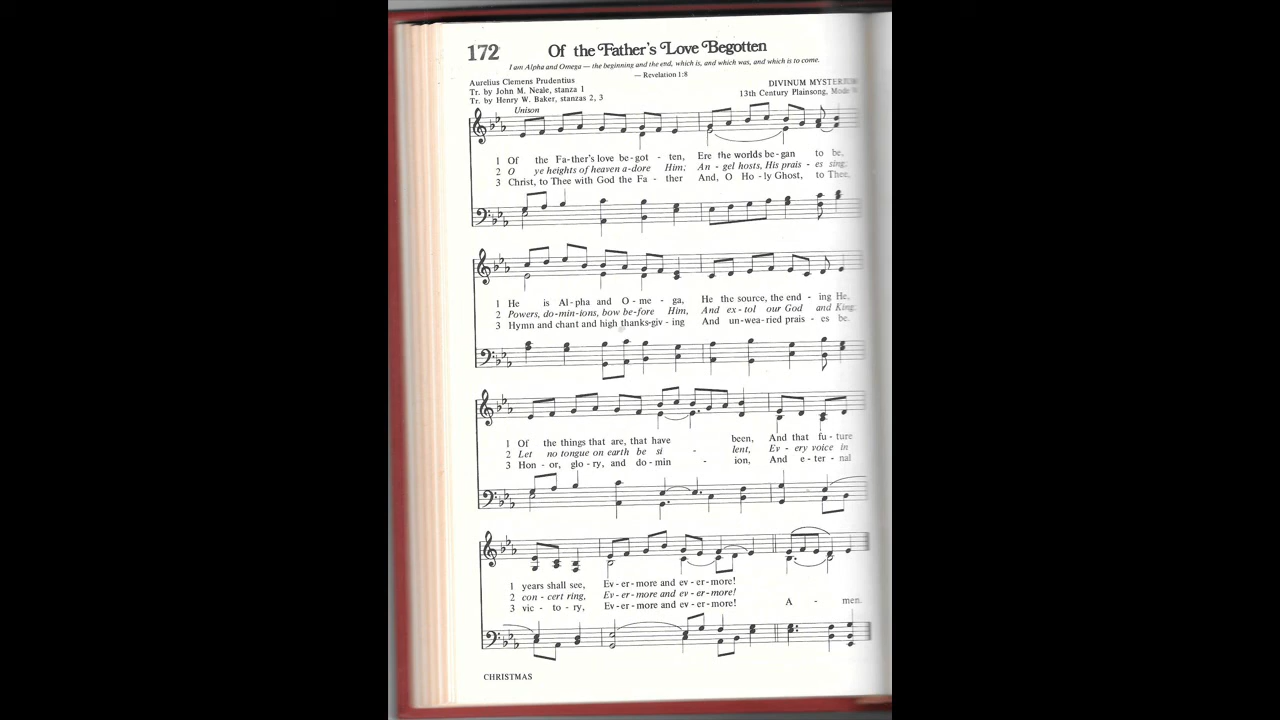 172
Of the Father's Love Begotten
I am Alpha and Omega — the beginning and the end, which is, and which was, and which is to come.
— Revelation 1:8
Aurelius Clemens Prudentius
Tr. by John M. Neale, stanza 1
Tr. by Henry W. Baker, stanzas 2, 3
DIVINUM MYSTERIUM
13th Century Plainsong, Mode
Unison
1 Of the Fa-ther's love be-got - ten, Ere the worlds be-gan to be,
2 O ye heights of heaven a-dore Him; An-gel hosts, His prais - es sing.
3 Christ, to Thee with God the Fa - ther And, O Ho-ly Ghost, to Thee,
1 He is Al-pha and O-me - ga, He the source, the end - ing He,
2 Powers, do-min-ions, bow be-fore Him, And ex-tol our God and King.
3 Hymn and chant and high thanks-giv - ing And un-wea-ried prais - es be.
1 Of the things that are, that have been, And that fu-ture
2 Let no tongue on earth be si - lent, Ev-ery voice in
3 Hon-or, glo-ry, and do-min - ion, And e-ter-nal
1 years shall see, Ev-er-more and ev-er-more!
2 con-cert ring, Ev-er-more and ev-er-more!
3 vic-to-ry, Ev-er-more and ev-er-more! A - men.
CHRISTMAS